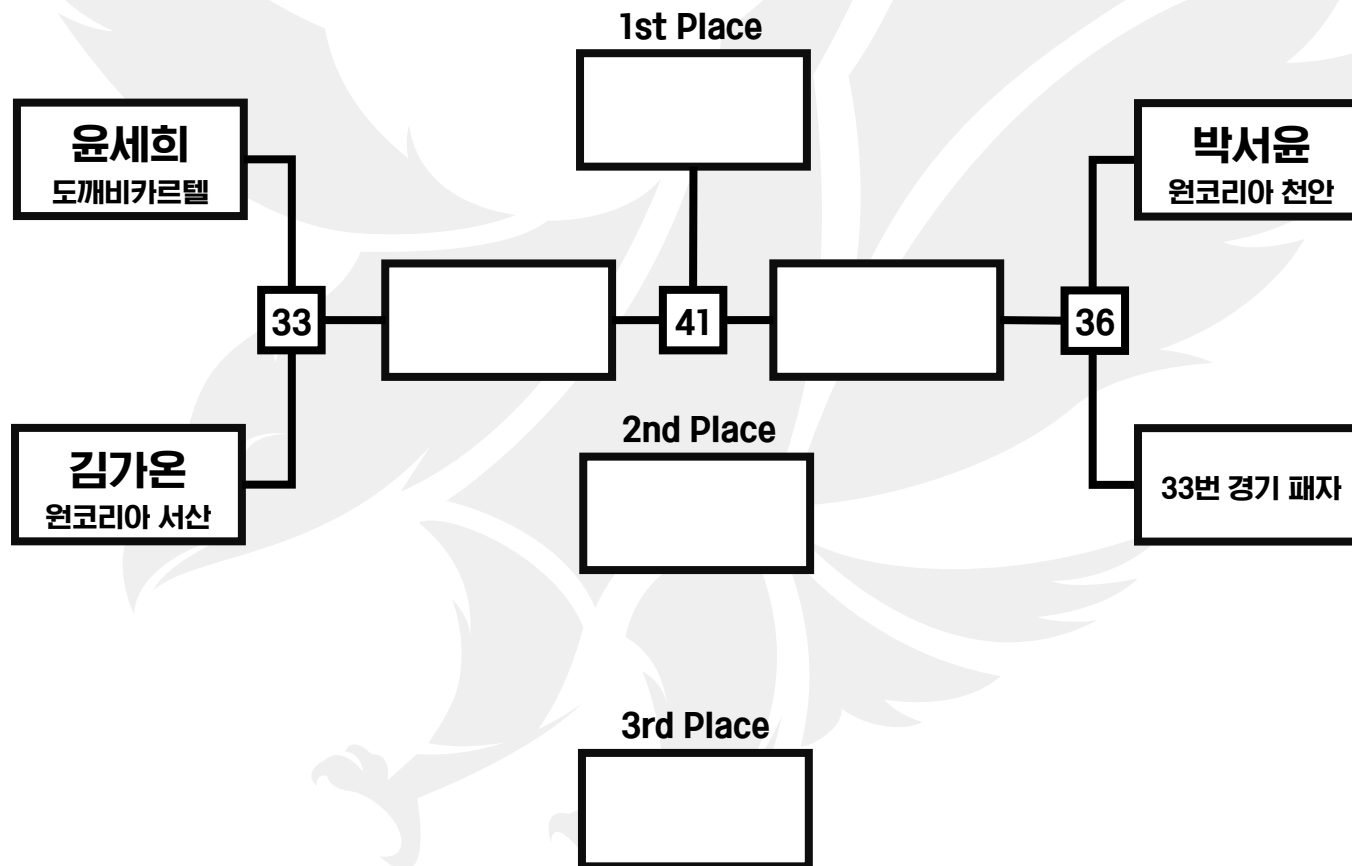 1st Place
윤세희
도깨비카르텔
박서윤
원코리아 천안
33
41
36
2nd Place
김가온
원코리아 서산
33번 경기 패자
3rd Place